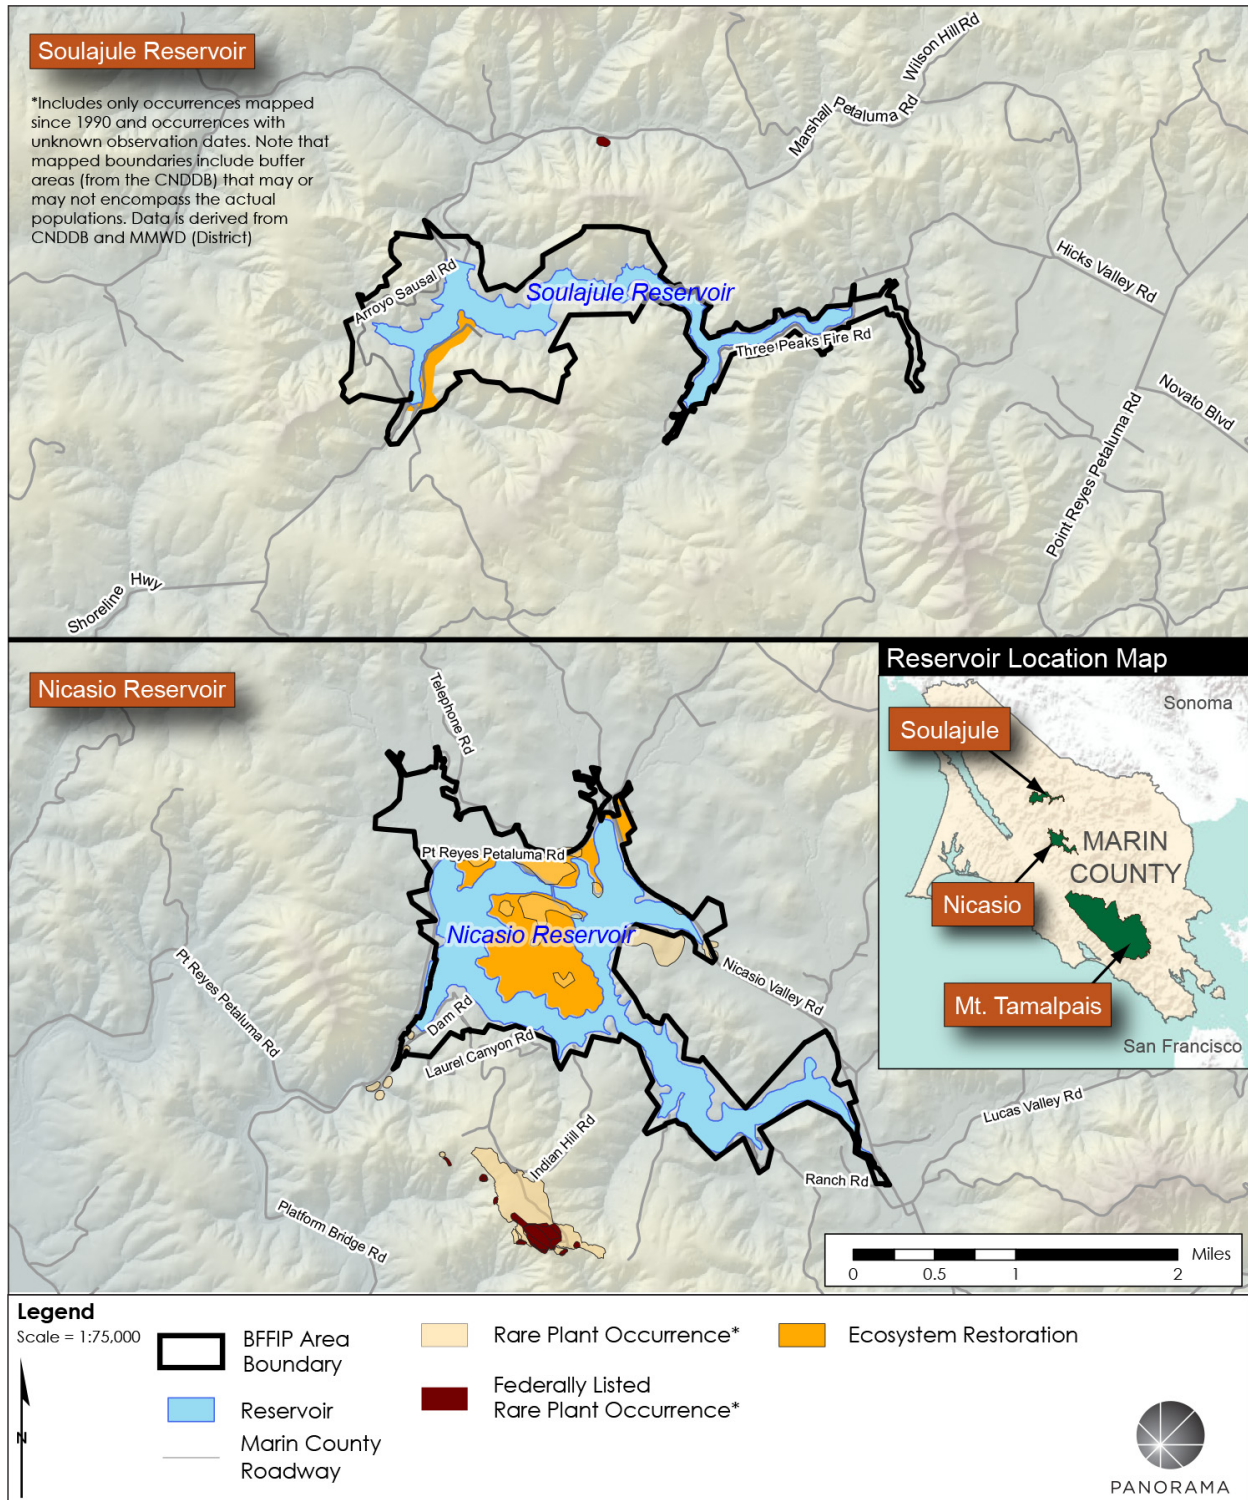 Soulajule Reservoir
*Includes only occurrences mapped
since 1990 and occurrences with
unknown observation dates. Note that
mapped boundaries include buffer
areas (from the CNDDB) that may or
may not encompass the actual
populations. Data is derived from
CNDDB and MMWD (District)
Wilson Hill Rd
Marshall Petaluma Rd
Hicks Valley Rd
Arroyo Sausal Rd
Soulajule Reservoir
Three Peaks Fire Rd
Novato Blvd
Point Reyes Petaluma Rd
Shoreline Hwy
Nicasio Reservoir
Telephone Rd
Pt Reyes Petaluma Rd
Nicasio Reservoir
Nicasio Valley Rd
Pt Reyes Petaluma Rd
Dam Rd
Laurel Canyon Rd
Indian Hill Rd
Platform Bridge Rd
Ranch Rd
Lucas Valley Rd
Reservoir Location Map
Sonoma
Soulajule
MARIN
COUNTY
Nicasio
Mt. Tamalpais
San Francisco
Miles
0 0.5 1 2
Legend
Scale = 1:75,000
N
BFFIP Area
Boundary
Reservoir
Marin County
Roadway
Rare Plant Occurrence*
Federally Listed
Rare Plant Occurrence*
Ecosystem Restoration
PANORAMA